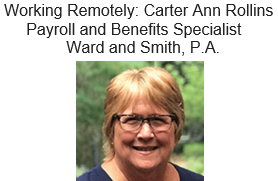 Working Remotely: Carter Ann Rollins
Payroll and Benefits Specialist
Ward and Smith, P.A.